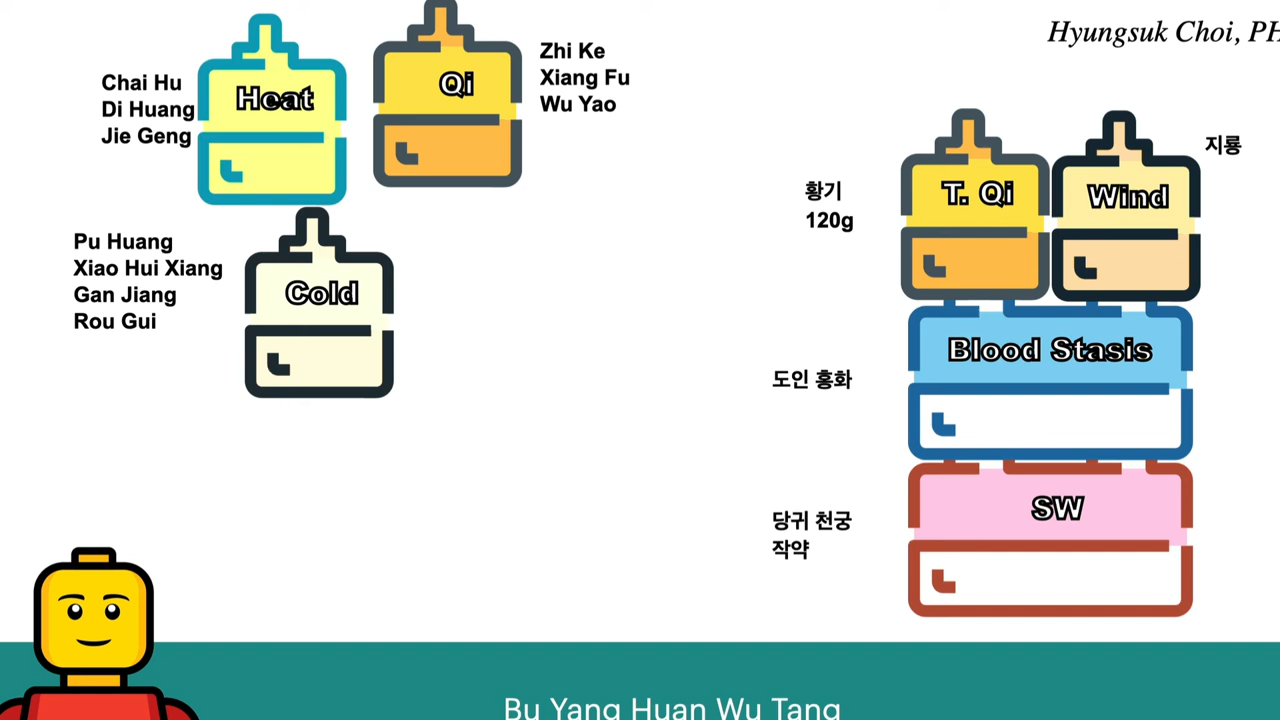 Hyungsuk Choi, PH
Chai Hu
Di Huang
Jie Geng
Heat
Qi
Zhi Ke
Xiang Fu
Wu Yao
Pu Huang
Xiao Hui Xiang
Gan Jiang
Rou Gui
Cold
황기
120g
T. Qi
Wind
지룡
도인 홍화
Blood Stasis
당귀 천궁
작약
SW
Bu Yang Huan Wu Tang